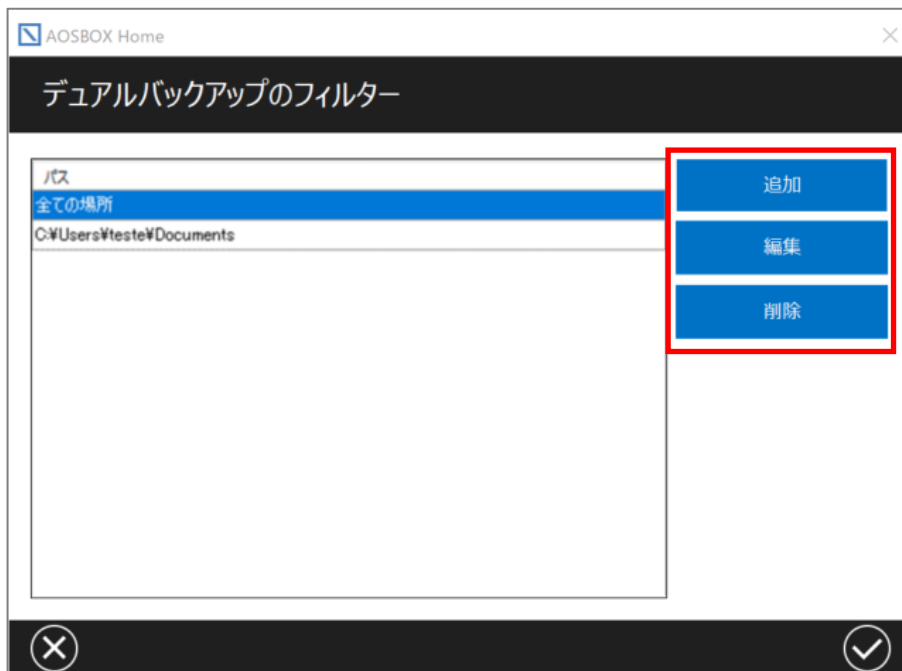 AOSBOX Home
デュアルバックアップのフィルター
パス
全ての場所
C:¥Users¥teste¥Documents
追加
編集
削除